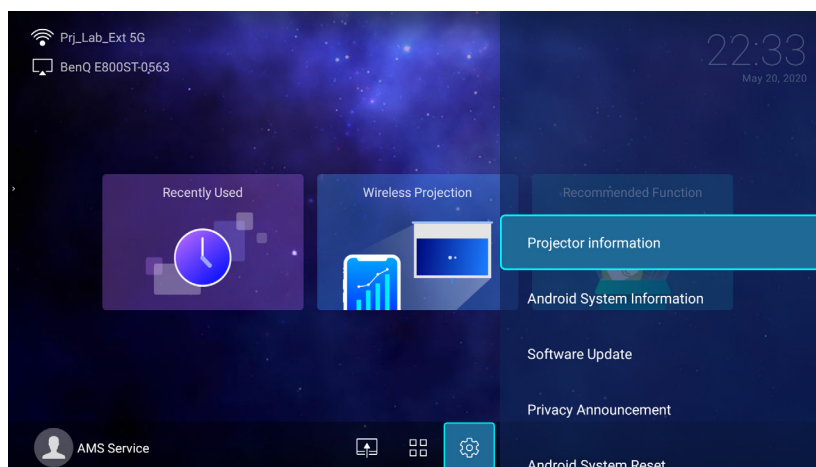 Prj_Lab_Ext 5G
BenQ E800ST-0563
22:33
May 20, 2020
Recently Used
Wireless Projection
Recommended Function
Projector information
Android System Information
Software Update
Privacy Announcement
Android System Reset
AMS Service